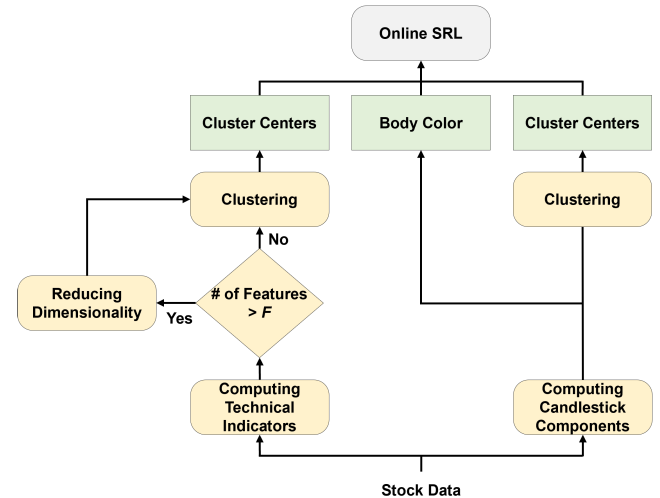 Online SRL
Cluster Centers
Body Color
Cluster Centers
Clustering
Clustering
No
Reducing
Dimensionality
Yes
# of Features
> F
Computing
Technical
Indicators
Computing
Candlestick
Components
Stock Data